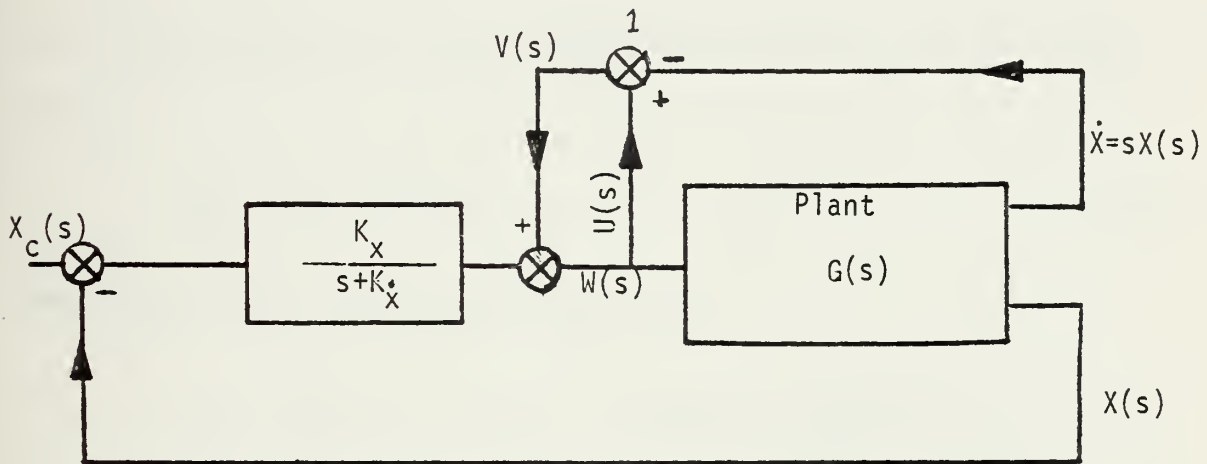 1
V(s)
−
+
Ẋ=sX(s)
U(s)
Plant
G(s)
X_c(s)
−
K_x
s+K_ẋ
+
W(s)
X(s)